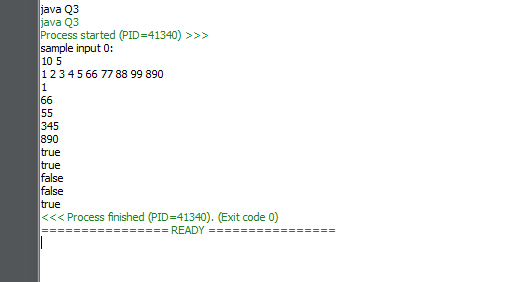 java Q3
java Q3
Process started (PID=41340) >>>
sample input 0:
10 5
1 2 3 4 5 66 77 88 99 890
1
66
55
345
890
true
true
false
false
true
<<< Process finished (PID=41340). (Exit code 0)
================ READY ================